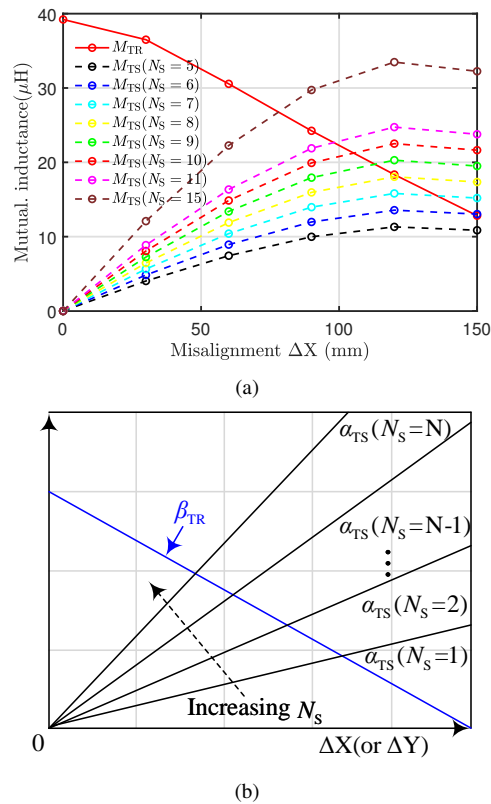 40
30
20
10
0
Mutual. inductance(μH)
M_TR
M_TS(N_S = 5)
M_TS(N_S = 6)
M_TS(N_S = 7)
M_TS(N_S = 8)
M_TS(N_S = 9)
M_TS(N_S = 10)
M_TS(N_S = 11)
M_TS(N_S = 15)
0 50 100 150
Misalignment ΔX (mm)
(a)
α_TS(N_S=N)
β_TR
α_TS(N_S=N-1)
α_TS(N_S=2)
α_TS(N_S=1)
Increasing N_S
0 ΔX(or ΔY)
(b)